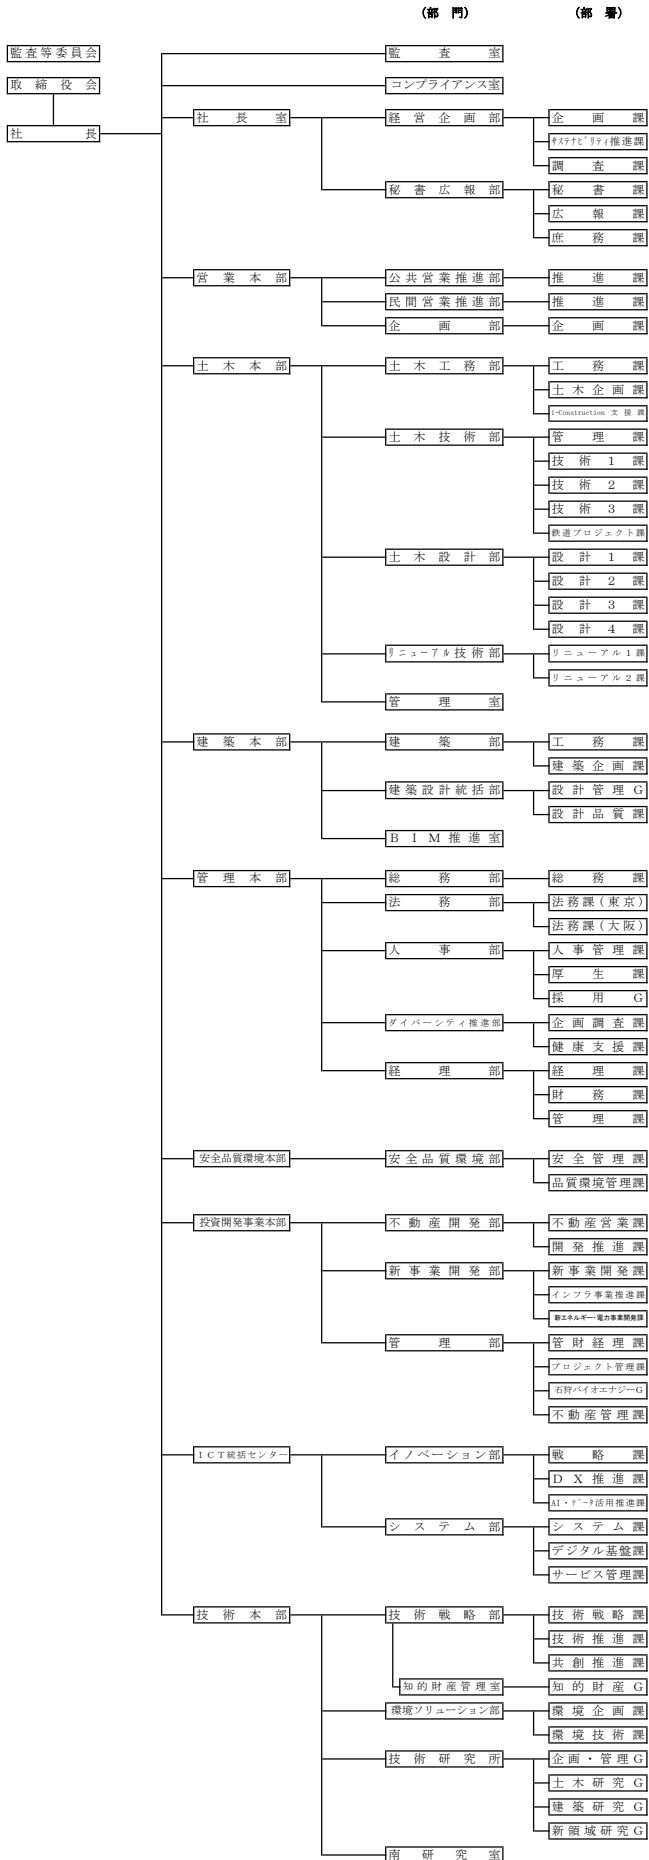 （部　門）　（部　署）
監査等委員会　監査室
取締役会　コンプライアンス室
社長室　経営企画部　企画課
社長
ｻｽﾃﾅﾋﾞﾘﾃｨ推進課
調査課
秘書広報部　秘書課
広報課
庶務課
営業本部　公共営業推進部　推進課
民間営業推進部　推進課
企画部　企画課
土木本部　土木工務部　工務課
土木企画課
i-Construction 支援課
土木技術部　管理課
技術１課
技術２課
技術３課
鉄道プロジェクト課
土木設計部　設計１課
設計２課
設計３課
設計４課
リニューアル技術部　リニューアル１課
リニューアル２課
管理室
建築本部　建築部　工務課
建築企画課
建築設計統括部　設計管理Ｇ
設計品質課
ＢＩＭ推進室
管理本部　総務部　総務課
法務部　法務課（東京）
法務課（大阪）
人事部　人事管理課
厚生課
採用Ｇ
ダイバーシティ推進部　企画調査課
健康支援課
経理部　経理課
財務課
管理課
安全品質環境本部　安全品質環境部　安全管理課
品質環境管理課
投資開発事業本部　不動産開発部　不動産営業課
開発推進課
新事業開発部　新事業開発課
インフラ事業推進課
新エネルギー・電力事業開発課
管理部　管財経理課
プロジェクト管理課
石狩バイオエナジーＧ
不動産管理課
ＩＣＴ統括センター　イノベーション部　戦略課
ＤＸ推進課
AI・ﾃﾞｰﾀ活用推進課
システム部　システム課
デジタル基盤課
サービス管理課
技術本部　技術戦略部　技術戦略課
技術推進課
共創推進課
知的財産管理室　知的財産Ｇ
環境ソリューション部　環境企画課
環境技術課
技術研究所　企画・管理Ｇ
土木研究Ｇ
建築研究Ｇ
新領域研究Ｇ
南研究室